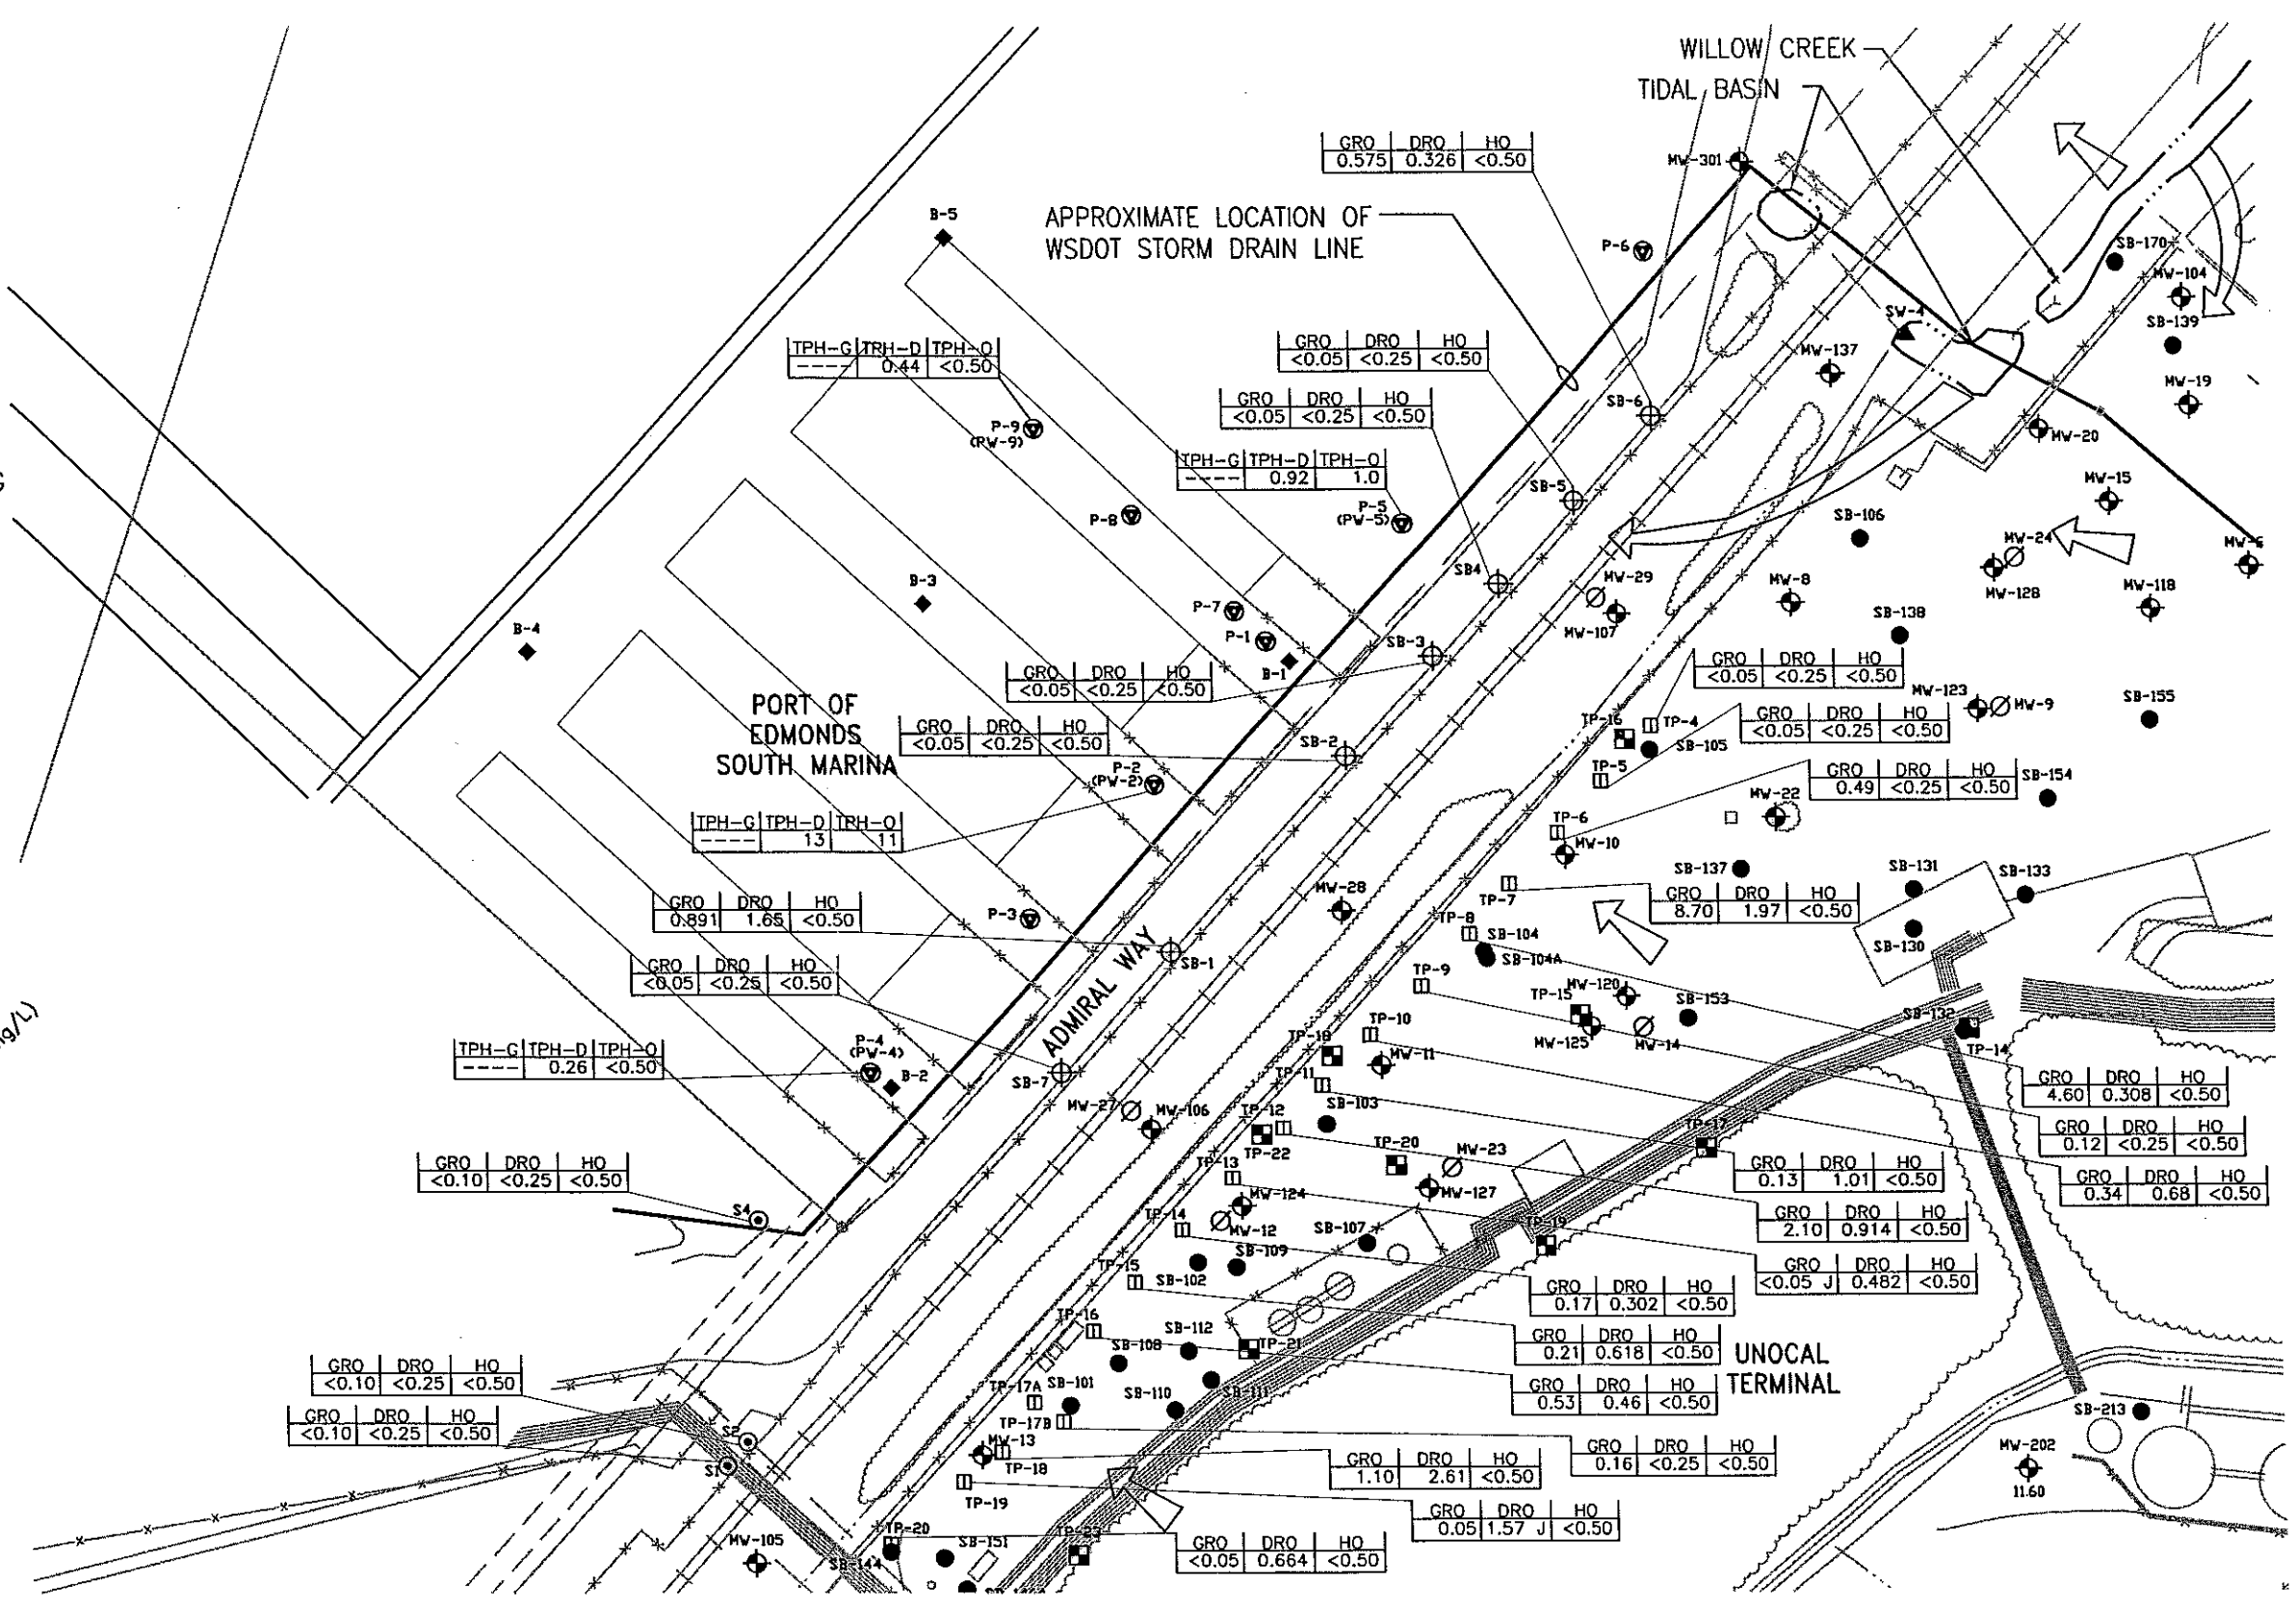 WILLOW CREEK
TIDAL BASIN
GRO DRO HO
0.575 0.326 <0.50
MW-301
APPROXIMATE LOCATION OF
WSDOT STORM DRAIN LINE
B-5
P-6
SB-170
MW-104
SW-4
SB-139
TPH-G TPH-D TPH-O
---- 0.44 <0.50
GRO DRO HO
<0.05 <0.25 <0.50
MW-137
MW-19
GRO DRO HO
<0.05 <0.25 <0.50
SB-6
P-9
(PW-9)
MW-20
TPH-G TPH-D TPH-O
---- 0.92 1.0
SB-5
MW-15
P-8
P-5
(PW-5)
SB-106
MW-24
MW-6
SB4
B-3
MW-29
MW-8
MW-128
MW-118
P-7
B-4
P-1
MW-107
SB-138
SB-3
B-1
GRO DRO HO
<0.05 <0.25 <0.50
GRO DRO HO
<0.05 <0.25 <0.50
MW-123
MW-9
SB-155
PORT OF
EDMONDS
SOUTH MARINA
GRO DRO HO
<0.05 <0.25 <0.50
TP-16
TP-4
GRO DRO HO
<0.05 <0.25 <0.50
SB-2
SB-105
P-2
(PW-2)
TP-5
GRO DRO HO
0.49 <0.25 <0.50
SB-154
MW-22
TPH-G TPH-D TPH-O
---- 13 11
TP-6
MW-10
SB-137
SB-131
SB-133
MW-28
TP-7
GRO DRO HO
8.70 1.97 <0.50
GRO DRO HO
0.891 1.65 <0.50
P-3
TP-8
SB-104
SB-130
SB-104A
SB-1
ADMIRAL WAY
GRO DRO HO
<0.05 <0.25 <0.50
TP-9
MW-120
TP-15
SB-153
mg/L)
SB-132
TP-10
TP-18
MW-125
MW-14
TP-14
TPH-G TPH-D TPH-O
---- 0.26 <0.50
P-4
(PW-4)
B-2
SB-7
MW-11
TP-11
GRO DRO HO
4.60 0.308 <0.50
MW-27
MW-106
TP-12
SB-103
TP-17
GRO DRO HO
0.12 <0.25 <0.50
TP-22
TP-20
MW-23
GRO DRO HO
<0.10 <0.25 <0.50
TP-13
GRO DRO HO
0.13 1.01 <0.50
GRO DRO HO
0.34 0.68 <0.50
MW-124
MW-127
S4
TP-14
MW-12
SB-107
TP-19
GRO DRO HO
2.10 0.914 <0.50
SB-109
TP-15
SB-102
GRO DRO HO
<0.05 J 0.482 <0.50
GRO DRO HO
0.17 0.302 <0.50
TP-16
SB-112
SB-108
TP-21
GRO DRO HO
0.21 0.618 <0.50
UNOCAL
TERMINAL
GRO DRO HO
<0.10 <0.25 <0.50
TP-17A
SB-101
SB-110
SB-111
GRO DRO HO
0.53 0.46 <0.50
GRO DRO HO
<0.10 <0.25 <0.50
TP-17B
SB-213
S2
MW-13
GRO DRO HO
0.16 <0.25 <0.50
MW-202
11.60
S1
TP-18
GRO DRO HO
1.10 2.61 <0.50
TP-19
GRO DRO HO
0.05 1.57 J <0.50
TP-20
TP-23
MW-105
SB-144
SB-151
GRO DRO HO
<0.05 0.664 <0.50